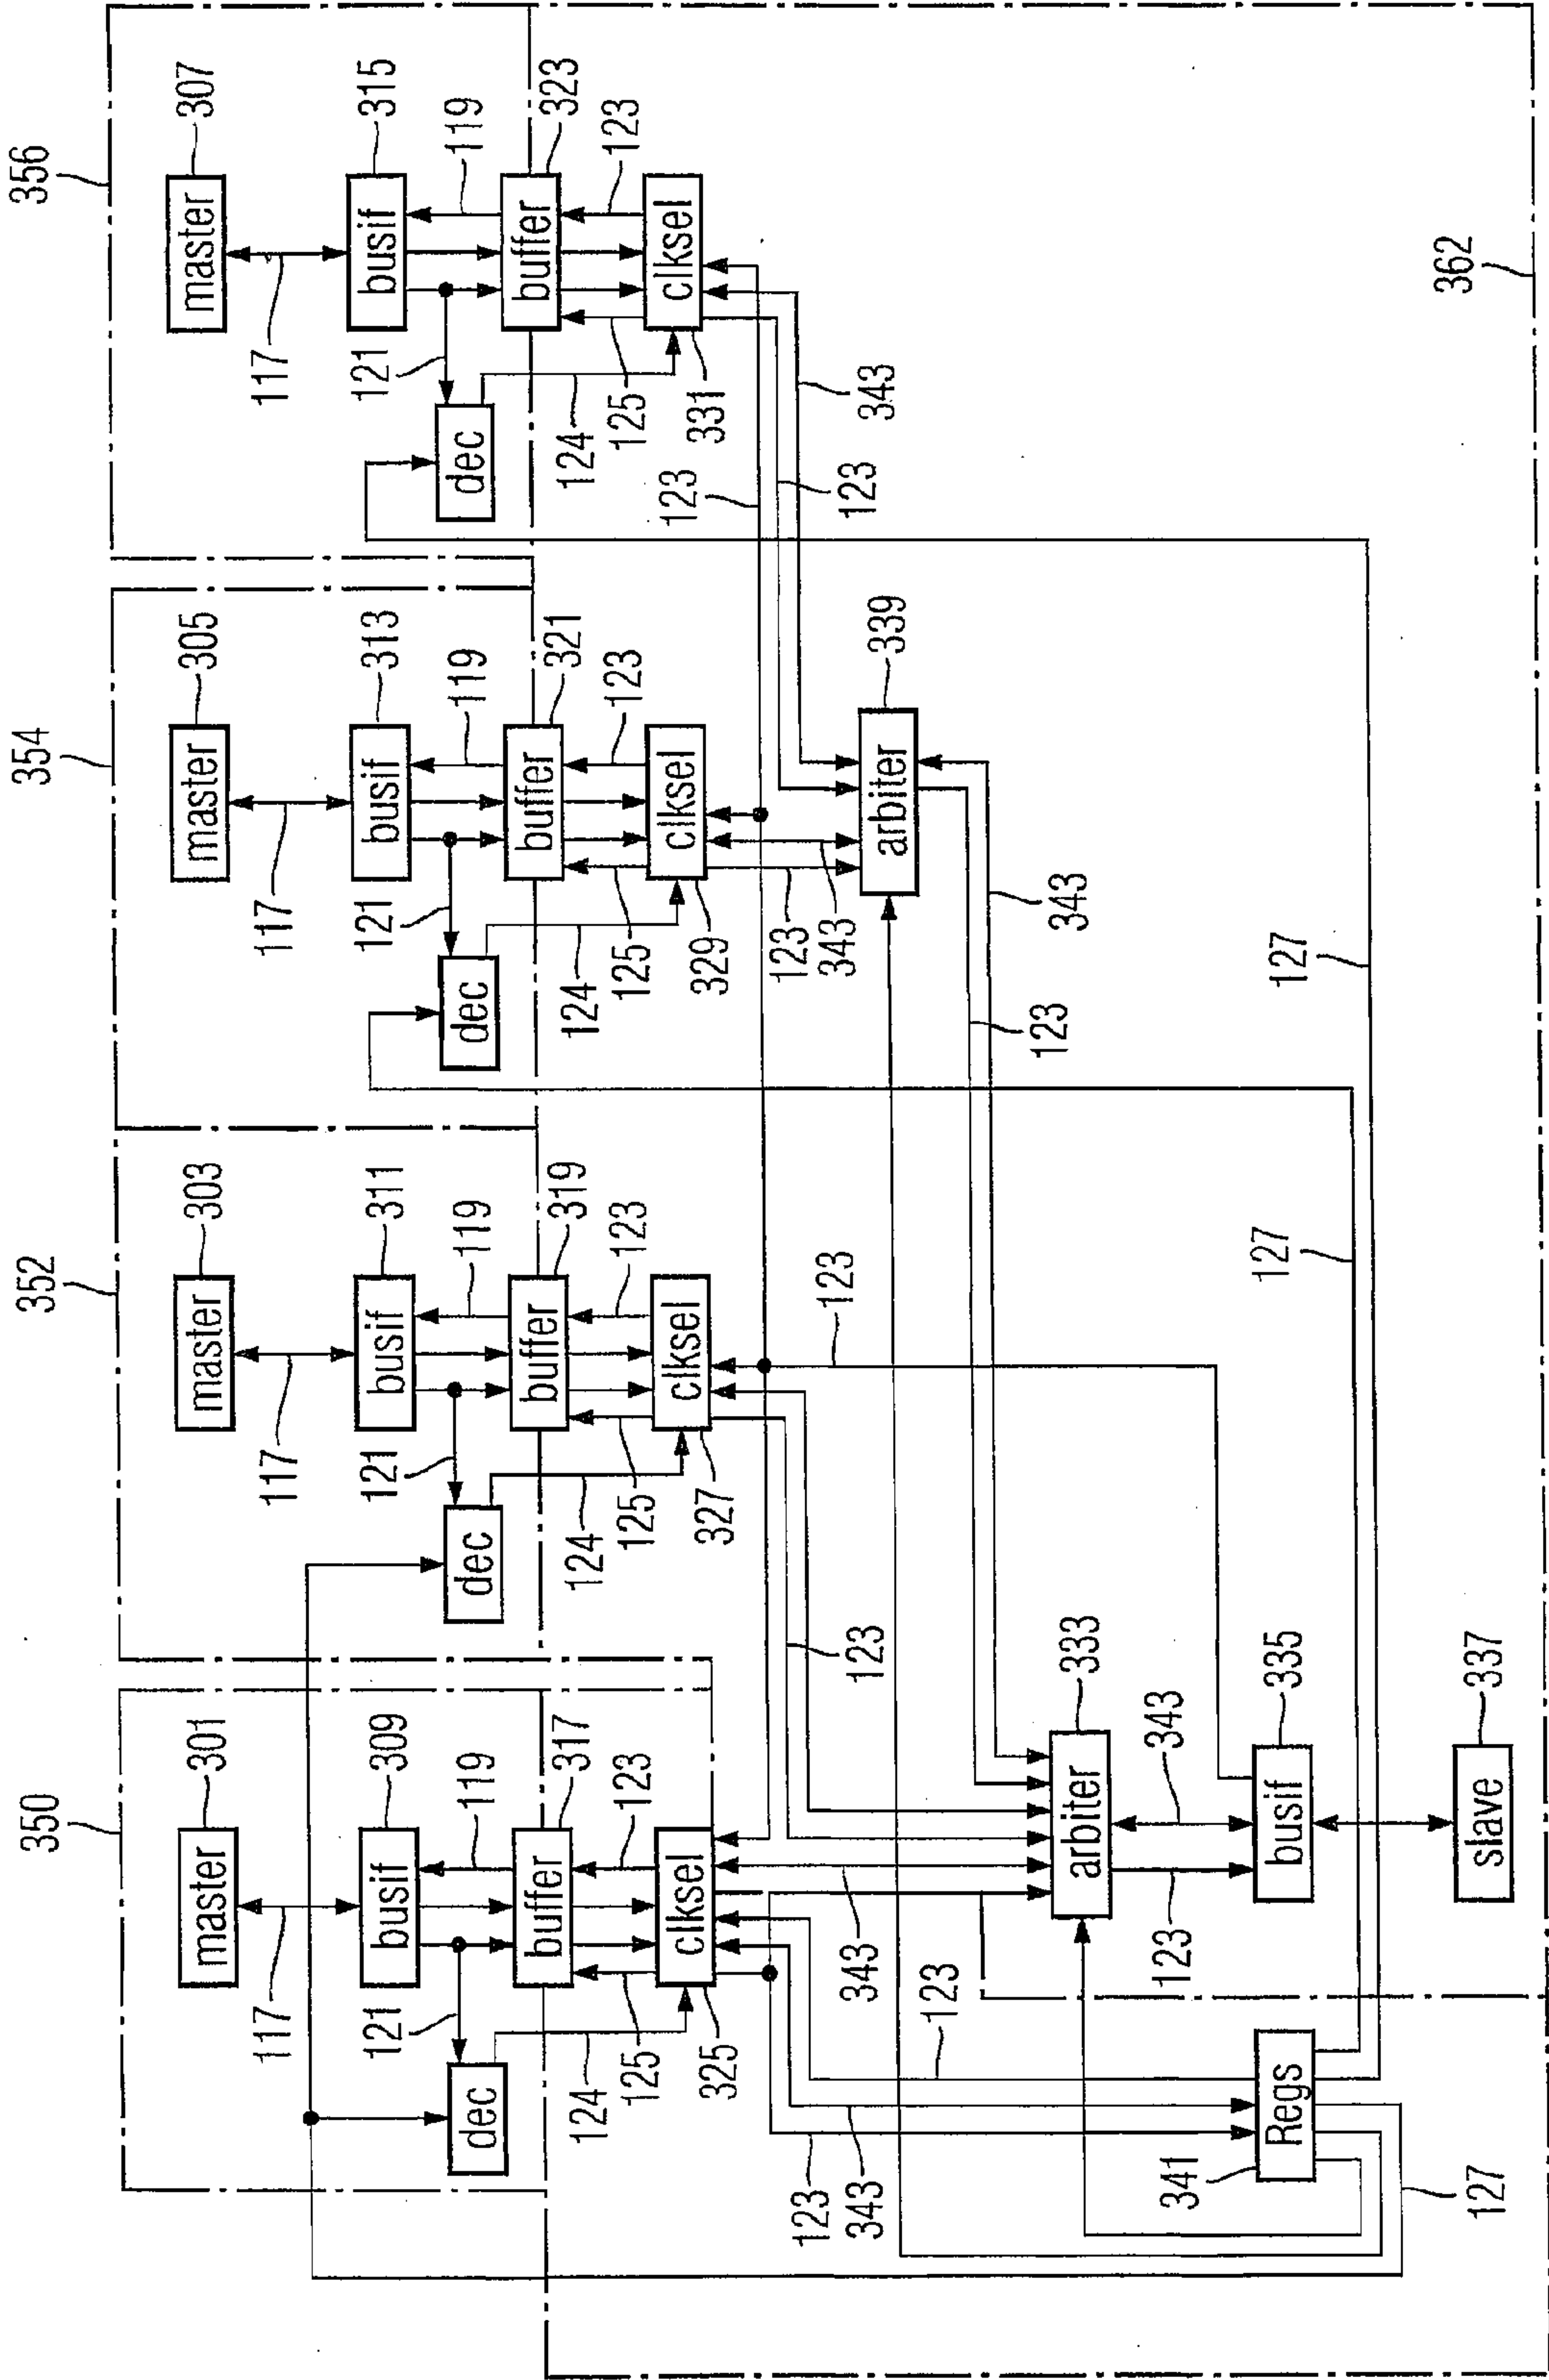 350
352
354
356
master
301
master
303
master
305
master
307
117
117
117
117
busif
309
busif
311
busif
313
busif
315
121
119
121
119
121
119
121
119
dec
dec
dec
dec
buffer
317
buffer
319
buffer
321
buffer
323
124
125
123
124
125
123
124
125
123
124
125
123
clksel
325
clksel
327
clksel
329
clksel
331
123
343
123
343
123
123
123
343
123
123
343
arbiter
339
123
343
arbiter
333
127
127
123
343
341
Regs
busif
335
127
slave
337
362